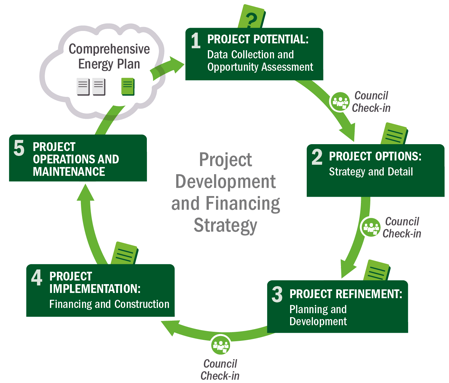 Comprehensive
Energy Plan
?
1 PROJECT POTENTIAL:
Data Collection and
Opportunity Assessment
Council
Check-in
2 PROJECT OPTIONS:
Strategy and Detail
Council
Check-in
3 PROJECT REFINEMENT:
Planning and
Development
Council
Check-in
4 PROJECT
IMPLEMENTATION:
Financing and Construction
5 PROJECT
OPERATIONS AND
MAINTENANCE
Project
Development
and Financing
Strategy